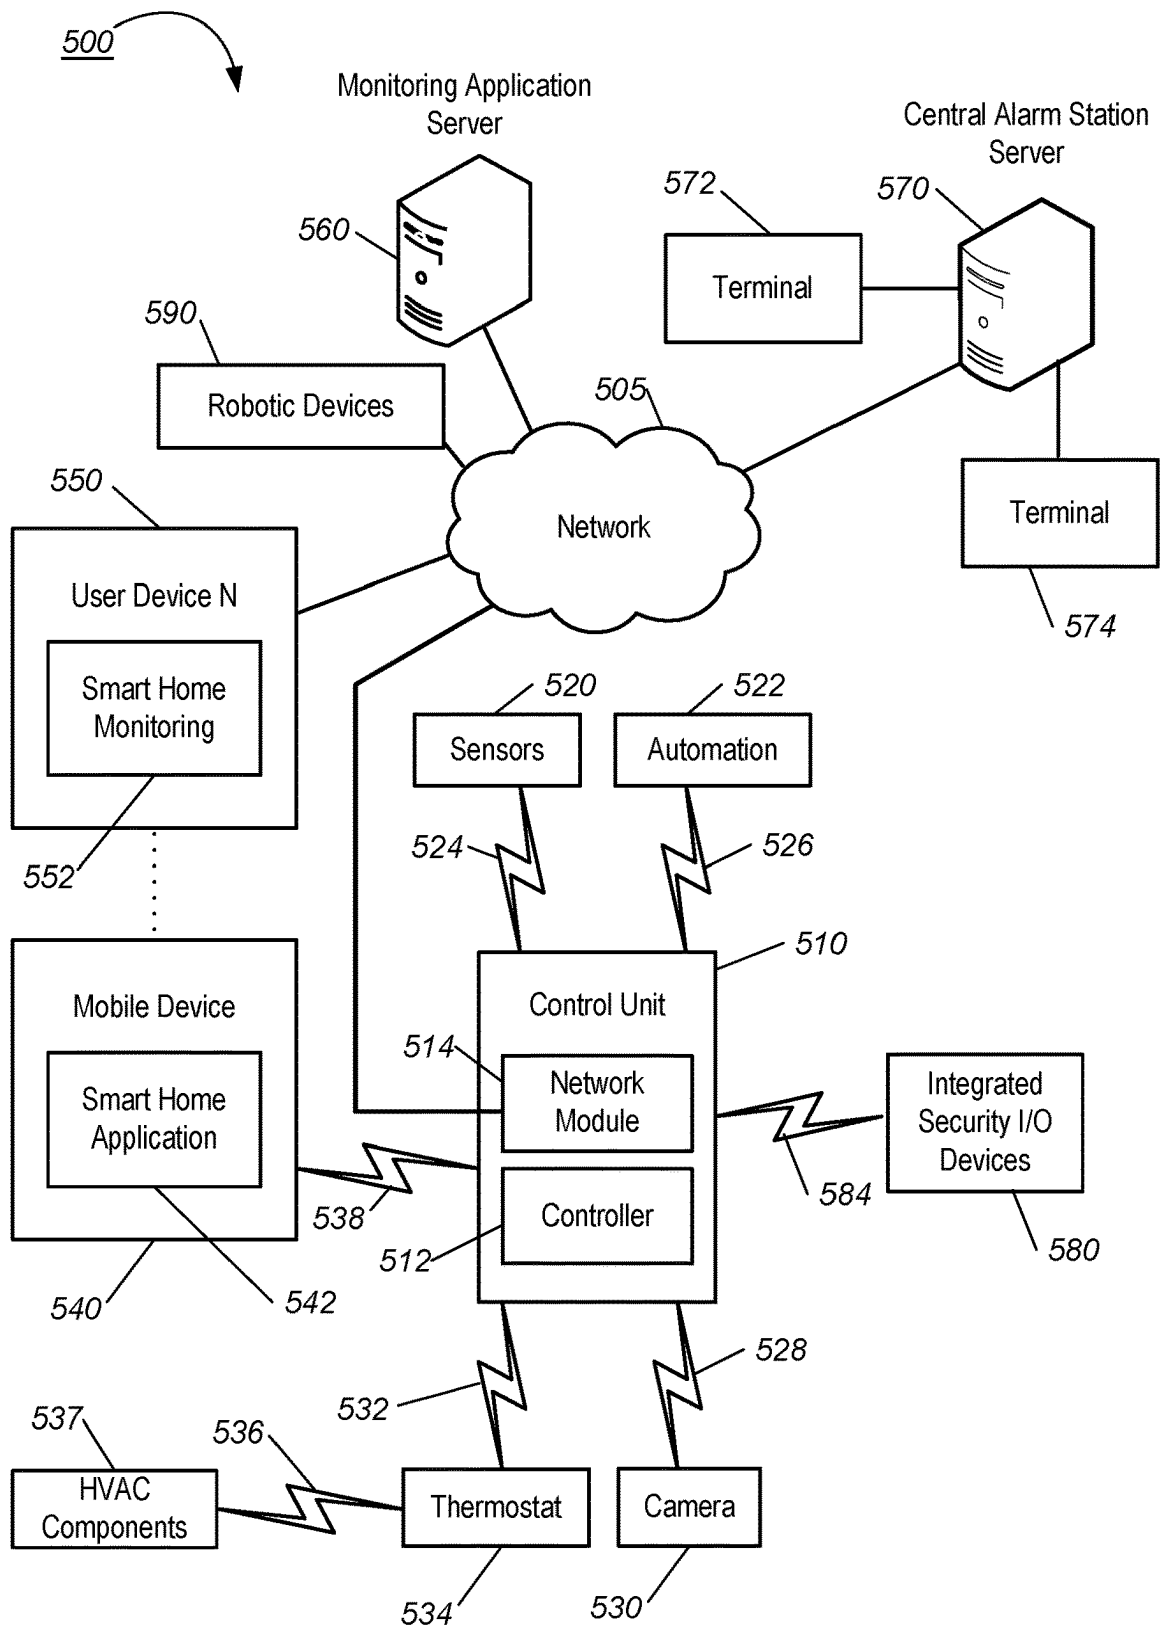 500
Monitoring Application
Server
Central Alarm Station
Server
572
570
560
Terminal
590
505
Robotic Devices
550
Network
Terminal
User Device N
574
Smart Home
Monitoring
520
522
Sensors
Automation
552
524
526
510
Mobile Device
Control Unit
514
Network
Module
Smart Home
Application
Integrated
Security I/O
Devices
584
538
Controller
512
580
540
542
528
532
537
536
HVAC
Components
Thermostat
Camera
534
530